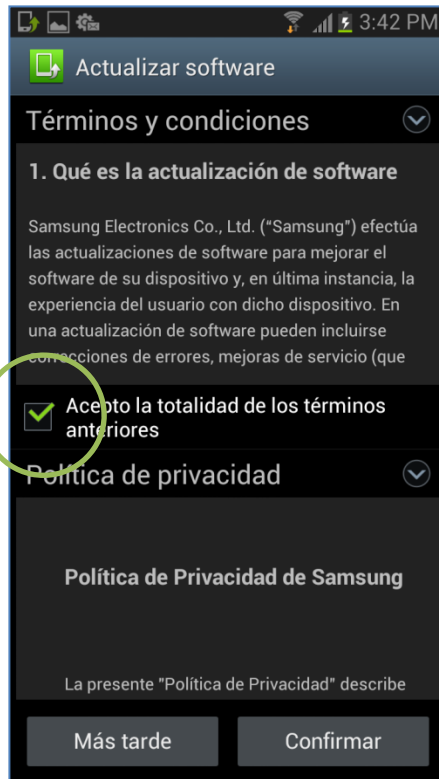 3:42 PM
Actualizar software
Términos y condiciones
1. Qué es la actualización de software
Samsung Electronics Co., Ltd. ("Samsung") efectúa
las actualizaciones de software para mejorar el
software de su dispositivo y, en última instancia, la
experiencia del usuario con dicho dispositivo. En
una actualización de software pueden incluirse
correcciones de errores, mejoras de servicio (que
Acepto la totalidad de los términos
anteriores
Política de privacidad
Política de Privacidad de Samsung
La presente "Política de Privacidad" describe
Más tarde
Confirmar